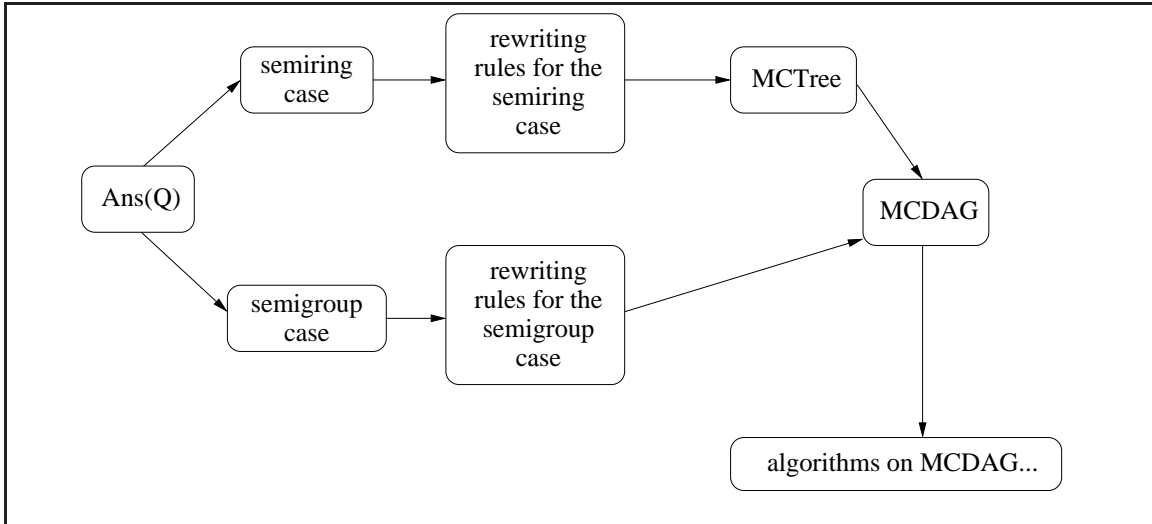 semiring
case
rewriting
rules for the
semiring
case
MCTree
Ans(Q)
MCDAG
semigroup
case
rewriting
rules for the
semigroup
case
algorithms on MCDAG...